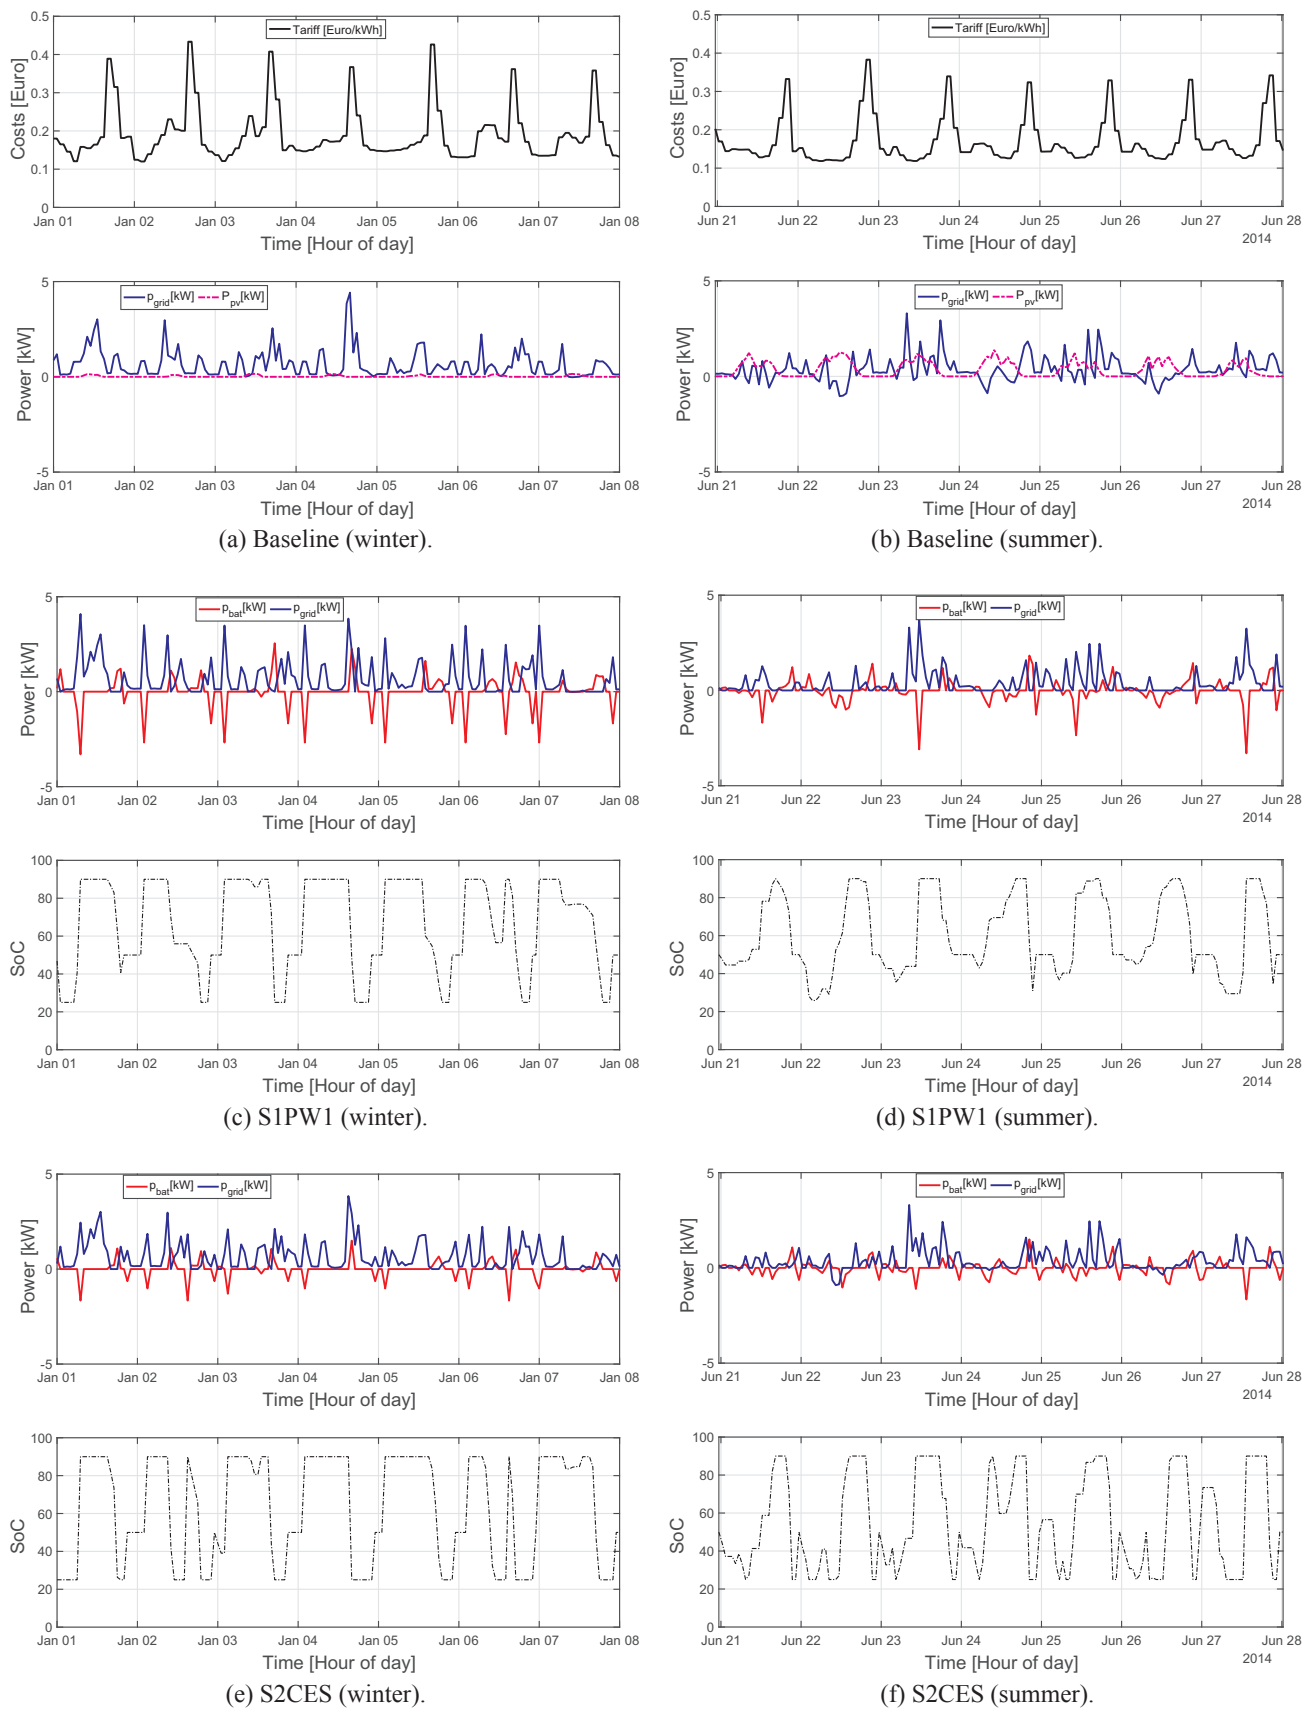 0.5
0.4
0.3
0.2
0.1
0
Costs [Euro]
Tariff [Euro/kWh]
Jan 01 Jan 02 Jan 03 Jan 04 Jan 05 Jan 06 Jan 07 Jan 08
Time [Hour of day]
0.5
0.4
0.3
0.2
0.1
0
Costs [Euro]
Tariff [Euro/kWh]
Jun 21 Jun 22 Jun 23 Jun 24 Jun 25 Jun 26 Jun 27 Jun 28
Time [Hour of day]
2014
5
0
-5
Power [kW]
p_grid[kW] P_pv[kW]
Jan 01 Jan 02 Jan 03 Jan 04 Jan 05 Jan 06 Jan 07 Jan 08
Time [Hour of day]
(a) Baseline (winter).
5
0
-5
Power [kW]
p_grid[kW] P_pv[kW]
Jun 21 Jun 22 Jun 23 Jun 24 Jun 25 Jun 26 Jun 27 Jun 28
Time [Hour of day]
2014
(b) Baseline (summer).
5
0
-5
Power [kW]
p_bat[kW] p_grid[kW]
Jan 01 Jan 02 Jan 03 Jan 04 Jan 05 Jan 06 Jan 07 Jan 08
Time [Hour of day]
100
80
60
40
20
0
SoC
Jan 01 Jan 02 Jan 03 Jan 04 Jan 05 Jan 06 Jan 07 Jan 08
Time [Hour of day]
(c) S1PW1 (winter).
5
0
-5
Power [kW]
p_bat[kW] p_grid[kW]
Jun 21 Jun 22 Jun 23 Jun 24 Jun 25 Jun 26 Jun 27 Jun 28
Time [Hour of day]
2014
100
80
60
40
20
0
SoC
Jun 21 Jun 22 Jun 23 Jun 24 Jun 25 Jun 26 Jun 27 Jun 28
Time [Hour of day]
2014
(d) S1PW1 (summer).
5
0
-5
Power [kW]
p_bat[kW] p_grid[kW]
Jan 01 Jan 02 Jan 03 Jan 04 Jan 05 Jan 06 Jan 07 Jan 08
Time [Hour of day]
100
80
60
40
20
0
SoC
Jan 01 Jan 02 Jan 03 Jan 04 Jan 05 Jan 06 Jan 07 Jan 08
Time [Hour of day]
(e) S2CES (winter).
5
0
-5
Power [kW]
p_bat[kW] p_grid[kW]
Jun 21 Jun 22 Jun 23 Jun 24 Jun 25 Jun 26 Jun 27 Jun 28
Time [Hour of day]
2014
100
80
60
40
20
0
SoC
Jun 21 Jun 22 Jun 23 Jun 24 Jun 25 Jun 26 Jun 27 Jun 28
Time [Hour of day]
2014
(f) S2CES (summer).